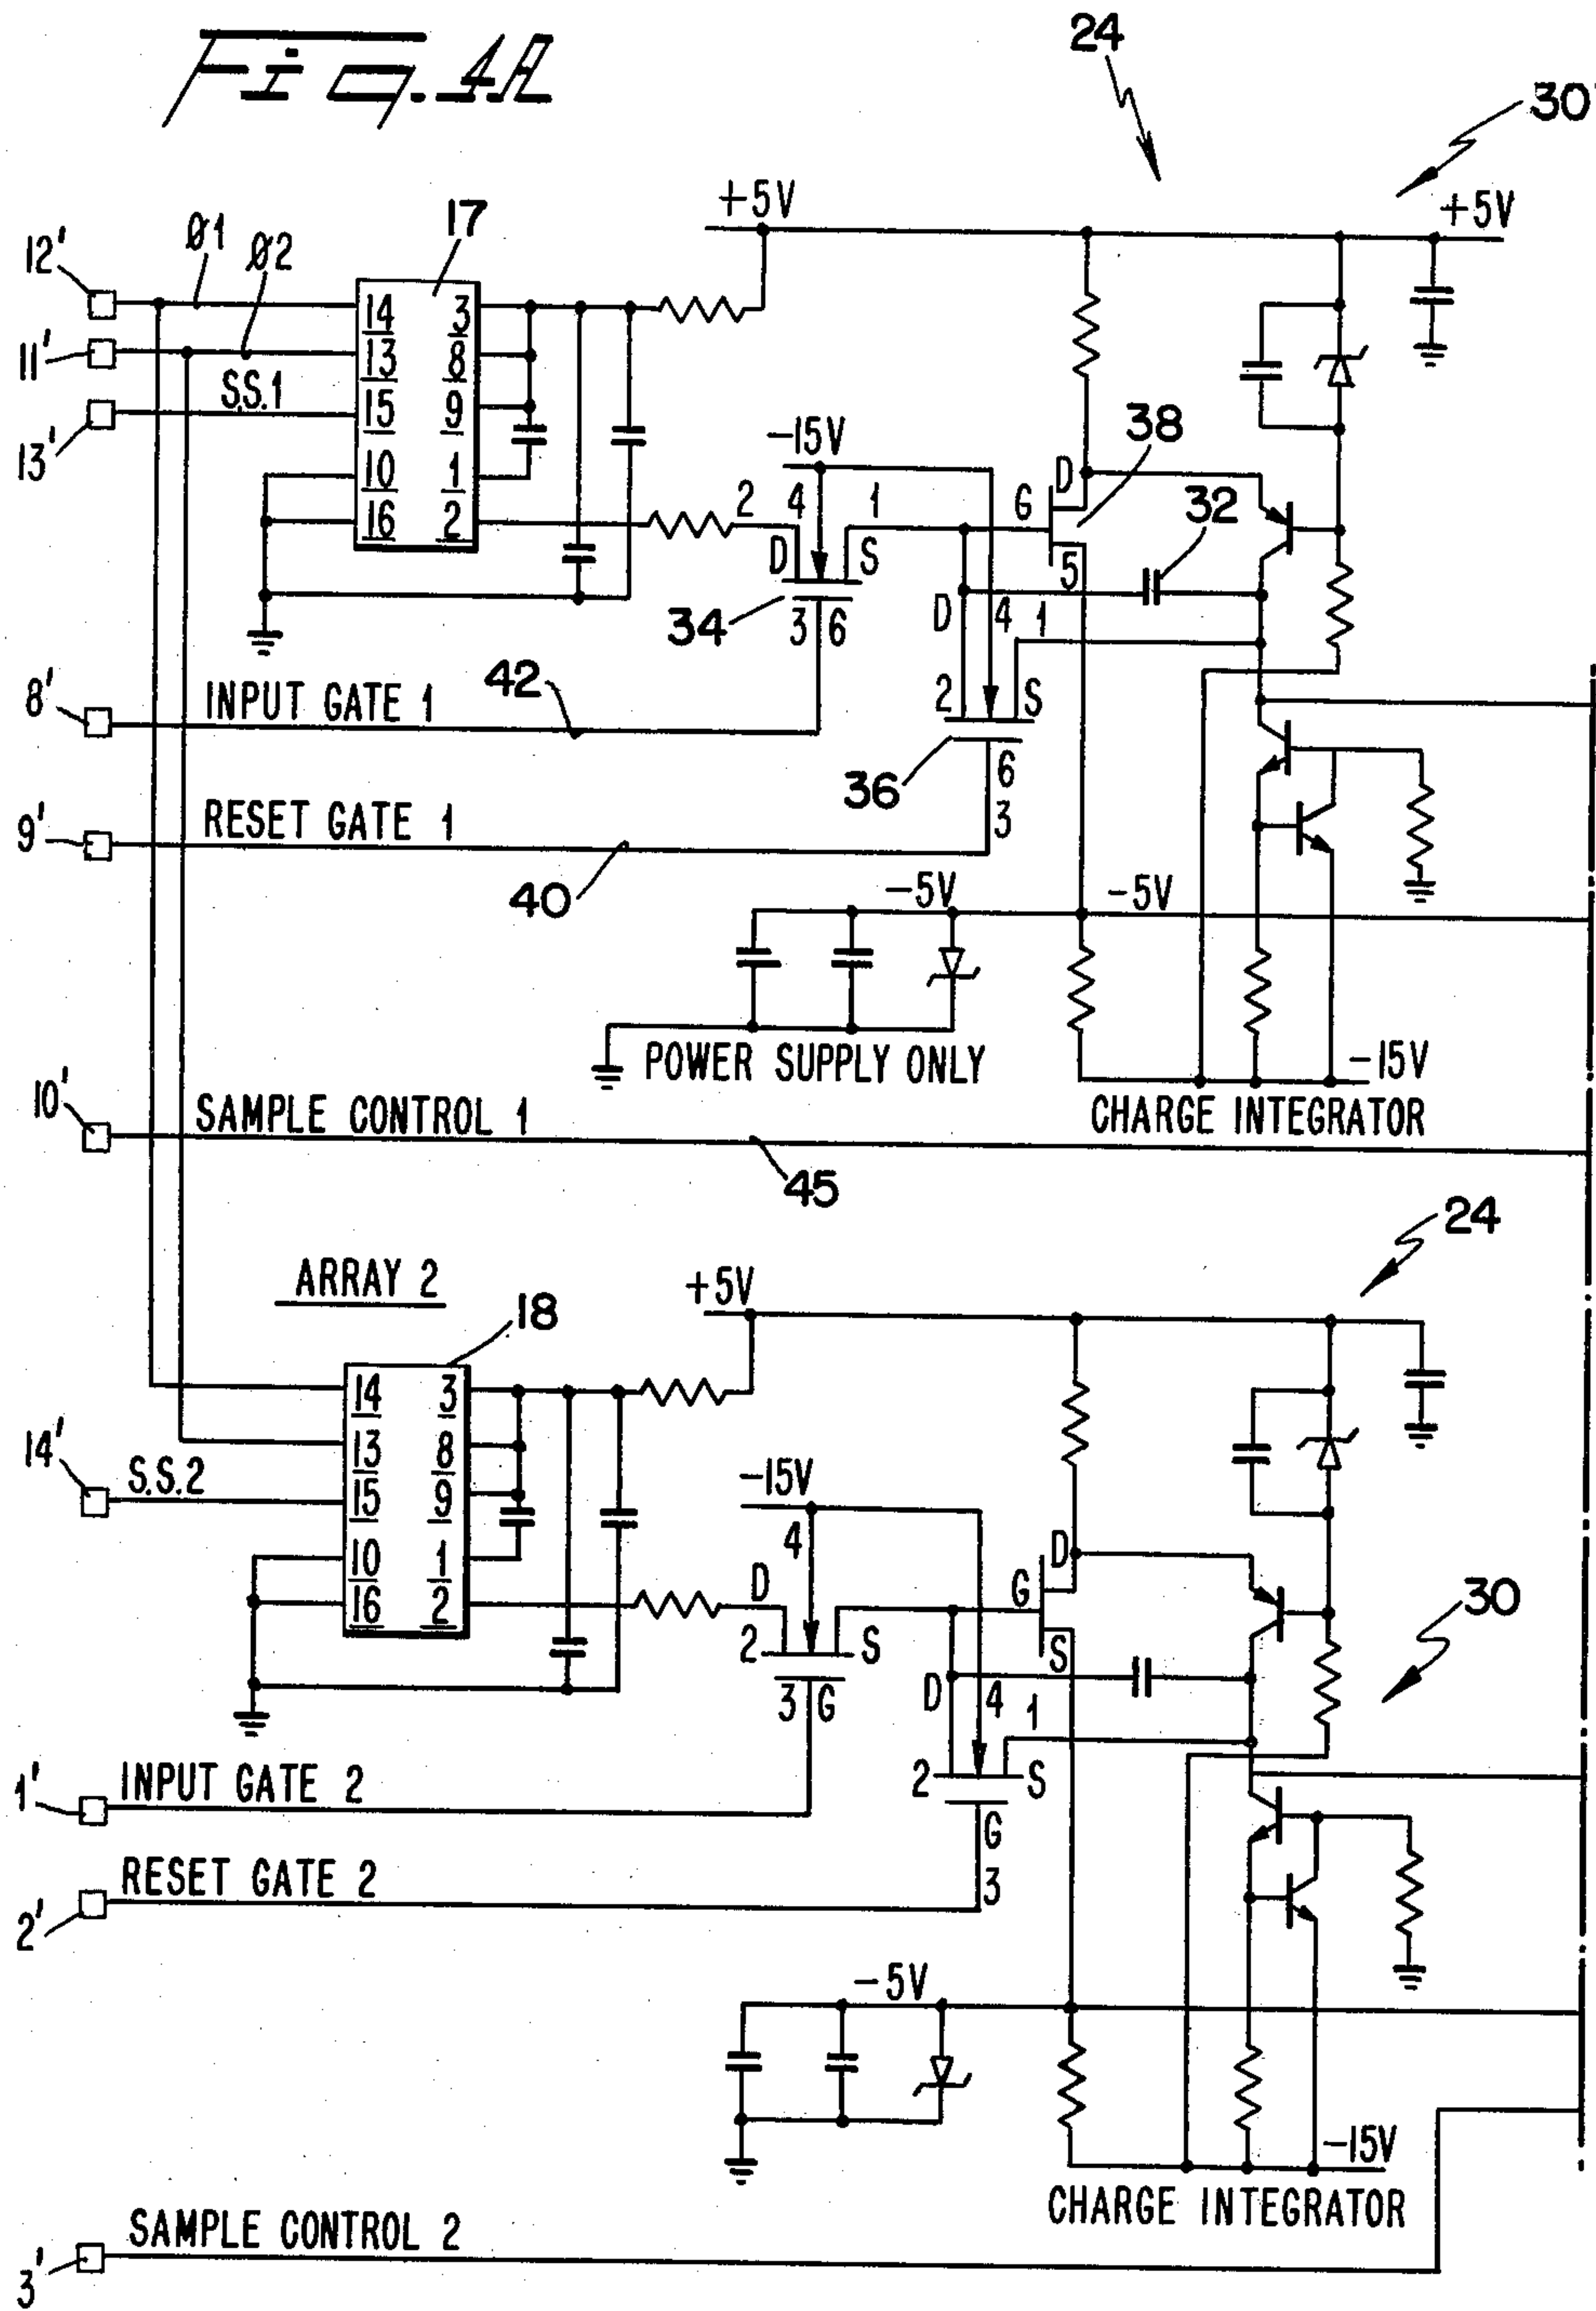 Fig. 4A
24
30'
+5V
+5V
12'
Ø1
Ø2
17
11'
S.S.1
13'
14
13
15
10
16
3
8
9
1
2
-15V
38
2
4
1
G
D
32
D
S
5
34
3
6
D
4
1
8'
INPUT GATE 1
42
2
S
36
6
3
9'
RESET GATE 1
40
-5V
-5V
POWER SUPPLY ONLY
-15V
10'
SAMPLE CONTROL 1
CHARGE INTEGRATOR
45
24
ARRAY 2
+5V
18
14
13
15
10
16
3
8
9
1
2
14'
S.S.2
-15V
4
D
G
D
30
2
S
S
3
G
D
4
1
1'
INPUT GATE 2
2
S
G
3
2'
RESET GATE 2
-5V
-15V
CHARGE INTEGRATOR
3'
SAMPLE CONTROL 2